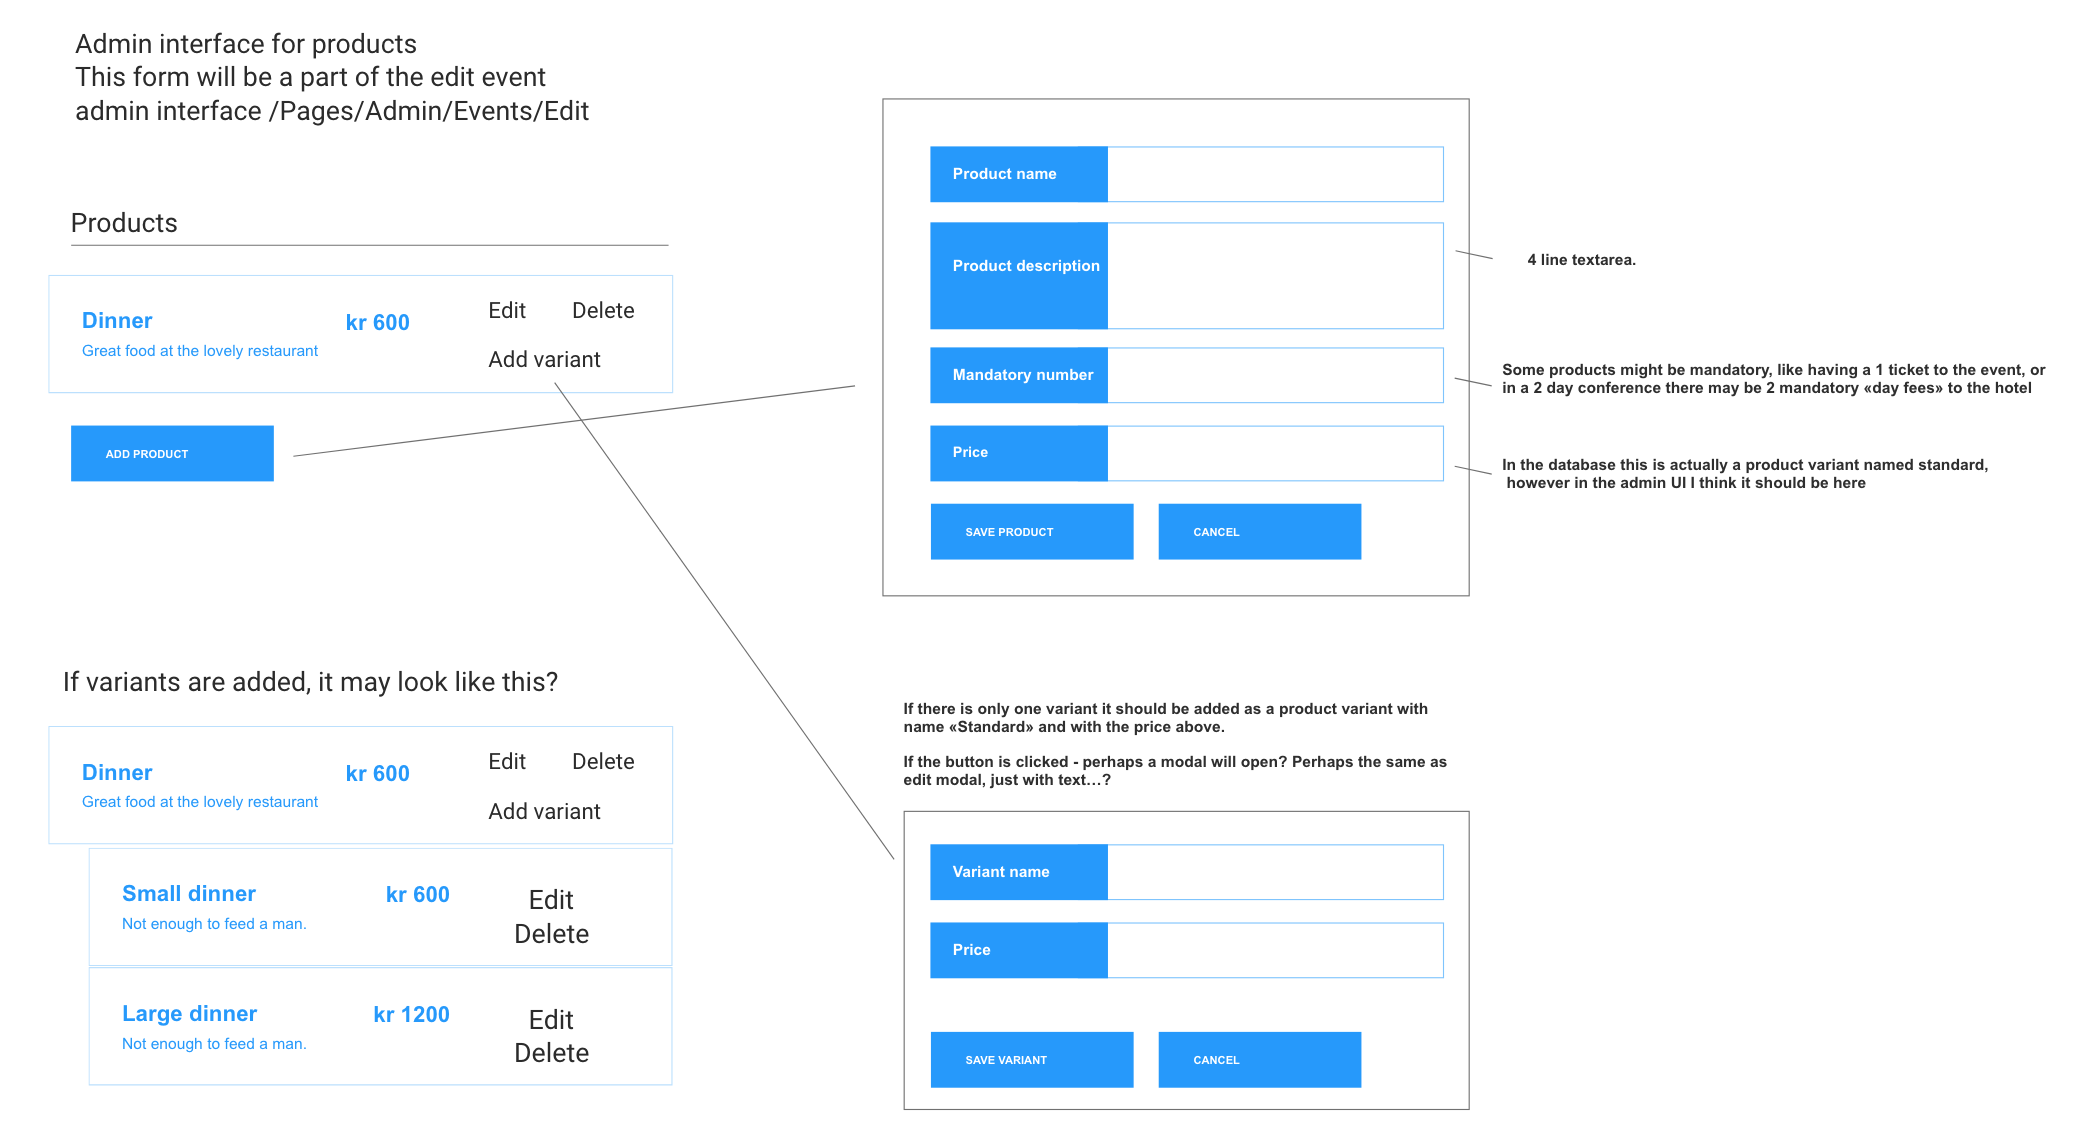 Admin interface for products
This form will be a part of the edit event
admin interface /Pages/Admin/Events/Edit
Products
Dinner
kr 600
Edit
Delete
Great food at the lovely restaurant
Add variant
ADD PRODUCT
Product name
Product description
4 line textarea.
Mandatory number
Some products might be mandatory, like having a 1 ticket to the event, or
in a 2 day conference there may be 2 mandatory «day fees» to the hotel
Price
In the database this is actually a product variant named standard,
however in the admin UI I think it should be here
SAVE PRODUCT
CANCEL
If variants are added, it may look like this?
Dinner
kr 600
Edit
Delete
Great food at the lovely restaurant
Add variant
Small dinner
kr 600
Edit
Not enough to feed a man.
Delete
Large dinner
kr 1200
Edit
Not enough to feed a man.
Delete
If there is only one variant it should be added as a product variant with
name «Standard» and with the price above.
If the button is clicked - perhaps a modal will open? Perhaps the same as
edit modal, just with text...?
Variant name
Price
SAVE VARIANT
CANCEL